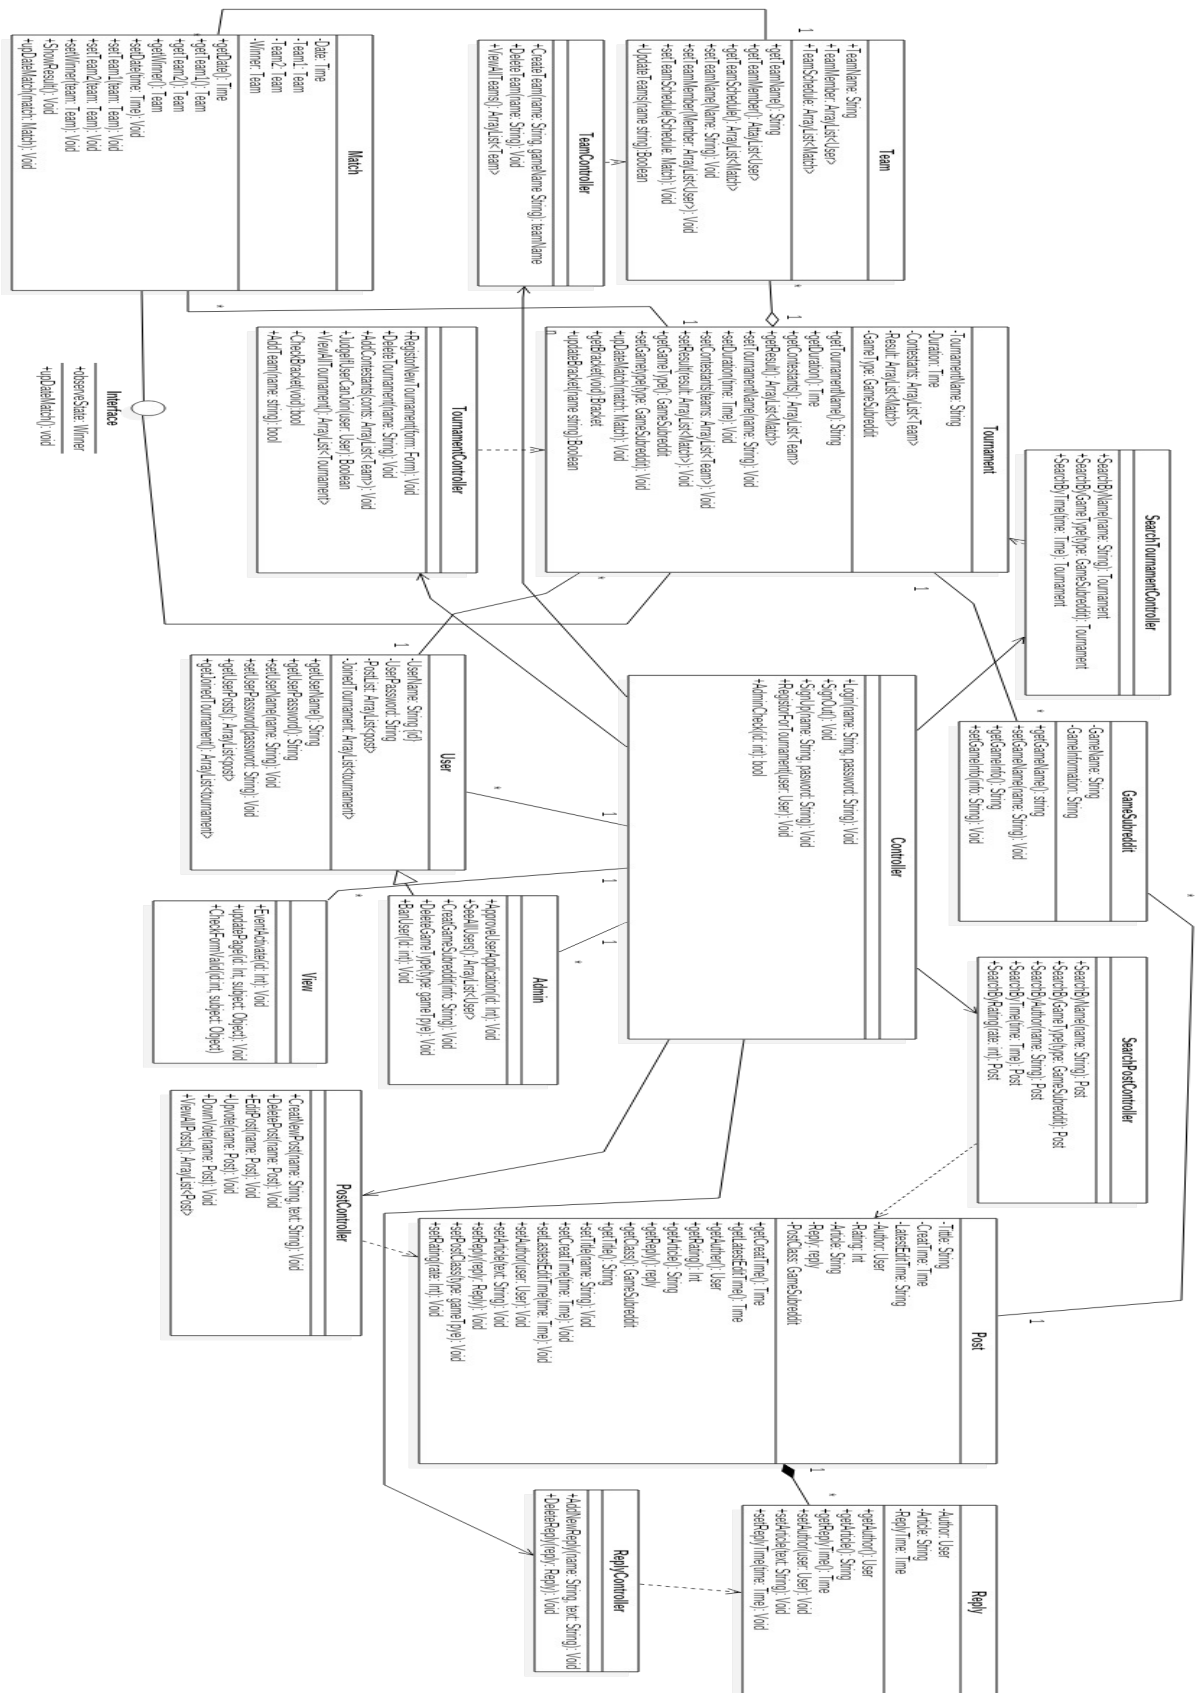 SearchTournamentController
+SearchByName(name: String): Tournament
+SearchByGameType(type: GameSubreddit): Tournament
+SearchByTime(time: Time): Tournament
GameSubreddit
-GameName: String
-GameInformation: String
+getGameName(): string
+setGameName(name: String): Void
+getGameInfo(): String
+setGameInfo(info: String): Void
SearchPostController
+SearchByName(name: String): Post
+SearchByGameType(type: GameSubreddit): Post
+SearchByAuthor(name: String): Post
+SearchByTime(time: Time): Post
+SearchByRating(rate: int): Post
Team
+TeamName: String
+TeamMember: ArrayList<User>
+TeamSchedule: ArrayList<Match>
+getTeamName(): String
+getTeamMember(): AttayList<User>
+getTeamSchedule(): ArrayList<Match>
+setTeamName(Name: String): Void
+setTeamMember(Member: ArrayList<User>): Void
+setTeamSchedule(Schedule: Match): Void
+UpdateTeams(name string):Boolean
Tournament
-TournamentName: String
-Duration: Time
-Contestants: ArrayList<Team>
-Result: ArrayList<Match>
-GameType: GameSubreddit
+getTournamentName(): String
+getDuration(): Time
+getContestants(): ArrayList<Team>
+getResult(): ArrayList<Match>
+setTournamentName(name: String): Void
+setDuration(time: Time): Void
+setContestants(teams: ArrayList<Team>): Void
+setResult(result: ArrayList<Match>): Void
+getGameType(): GameSubreddit
+setGametype(type: GameSubreddit): Void
+upDateMatch(match: Match): Void
+getBracket(void):Bracket
+updateBracket(name string):Boolean
n
Controller
+Login(name: String, password: String): Void
+SignOut(): Void
+SignUp(name: String, pasword: String): Void
+RegistorForTournament(user: User): Void
+AdminCheck(id: int): bool
Post
-Title: String
-CreatTime: Time
-LatestEditTime: String
-Author: User
-Rating: Int
-Article: String
-Reply: reply
-PostClass: GameSubreddit
+getCreatTime(): Time
+getLatestEditTime(): Time
+getAuther(): User
+getRating(): Int
+getArticle(): String
+getReply(): reply
+getClass(): GameSubreddit
+getTitle(): String
+setTitle(name: String): Viod
+setCreatTime(time: Time): Void
+setLastestEditTime(time: Time): Void
+setAuthor(user: User): Void
+setArticle(text: String): Void
+setReply(reply: Reply): Void
+setPostClass(type: gameTpye): Void
+setRating(rate: Int): Void
Reply
-Author: User
-Article: String
-ReplyTime: Time
+getAuthor(): User
+getArticle(): String
+getReplyTime(): Time
+setAuthor(user: User): Void
+setArticle(text: String): Void
+setReplyTime(time: Time): Void
TeamController
+CreateTeam(name: String, gameName String): teamName
+DeleteTeam(name: String): Void
+ViewAllTeams(): ArrayList<Team>
TournamentController
+RegistorNewTournament(form: Form): Void
+DeleteTournament(name: String): Void
+AddContestants(conts: ArrayList<Team>): Void
+JudgeIfUserCanJoin(user: User): Boolean
+ViewAllTournament(): ArrayList<Tournament>
+CheckBracket(void):bool
+AddTeam(name: string): bool
User
-UserName: String {id}
-UserPassword: String
-PostList: ArrayList<post>
-JoinedTournament: ArrayList<tournament>
+getUserName(): String
+getUserPassword(): String
+setUserName(name: String): Void
+setUserPassword(password: String): Void
+getUserPosts(): ArrayList<post>
+getJoinedTournament(): ArrayList<tournament>
Admin
+ApproveUserApplication(id: Int): Void
+SeeAllUsers(): ArrayList<User>
+CreatGameSubreddit(info: String): Void
+DeleteGameType(type: gameTpye): Void
+BanUser(Id: int): Void
View
+EventActivate(id: Int): Void
+updatePage(id: Int, subject: Object): Void
+CheckFormValid(id:int, subject: Object)
PostController
+CreatNewPost(name: String, text: String): Void
+DeletePost(name: Post): Void
+EditPost(name: Post): Void
+Upvote(name: Post): Void
+DownVote(name: Post): Void
+ViewAllPosts(): ArrayList<Post>
ReplyController
+AddNewReply(name: String, text: String): Void
+DeleteReply(reply: Reply): Void
Match
-Date: Time
-Team1: Team
-Team2: Team
-Winner: Team
+getDate(): Time
+getTeam1(): Team
+getTeam2(): Team
+getWinner(): Team
+setDate(time: Time): Void
+setTeam1(team: Team): Void
+setTeam2(team: Team): Void
+setWinner(team: Team): Void
+ShowResult(): Void
+upDateMatch(match: Match): Void
Interface
+observeState: Winner
+upDateMatch(): void
1
*
*
1
*
1
1
*
*
1
*
1
*
1
1
*
1
*
1
*